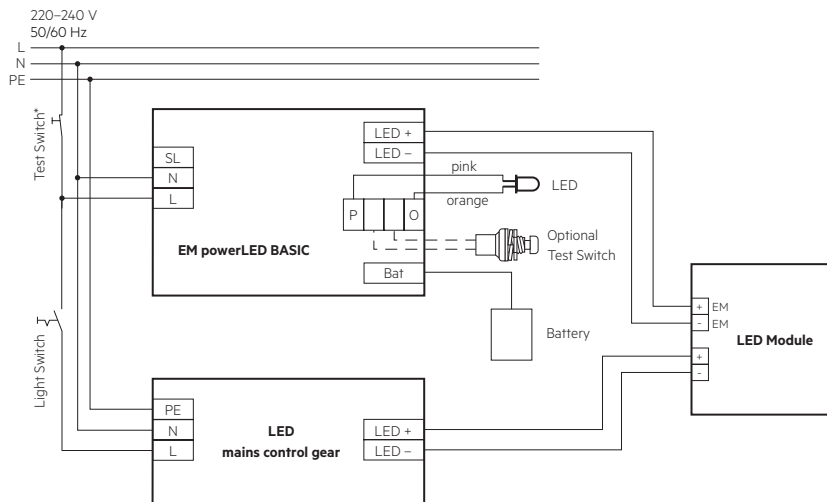 220–240 V
50/60 Hz
L
N
PE
Test Switch*
Light Switch
SL
N
L
EM powerLED BASIC
LED +
LED –
P
O
Bat
pink
orange
LED
Optional
Test Switch
Battery
+
EM
-
EM
+
-
LED Module
PE
N
L
LED
mains control gear
LED +
LED –